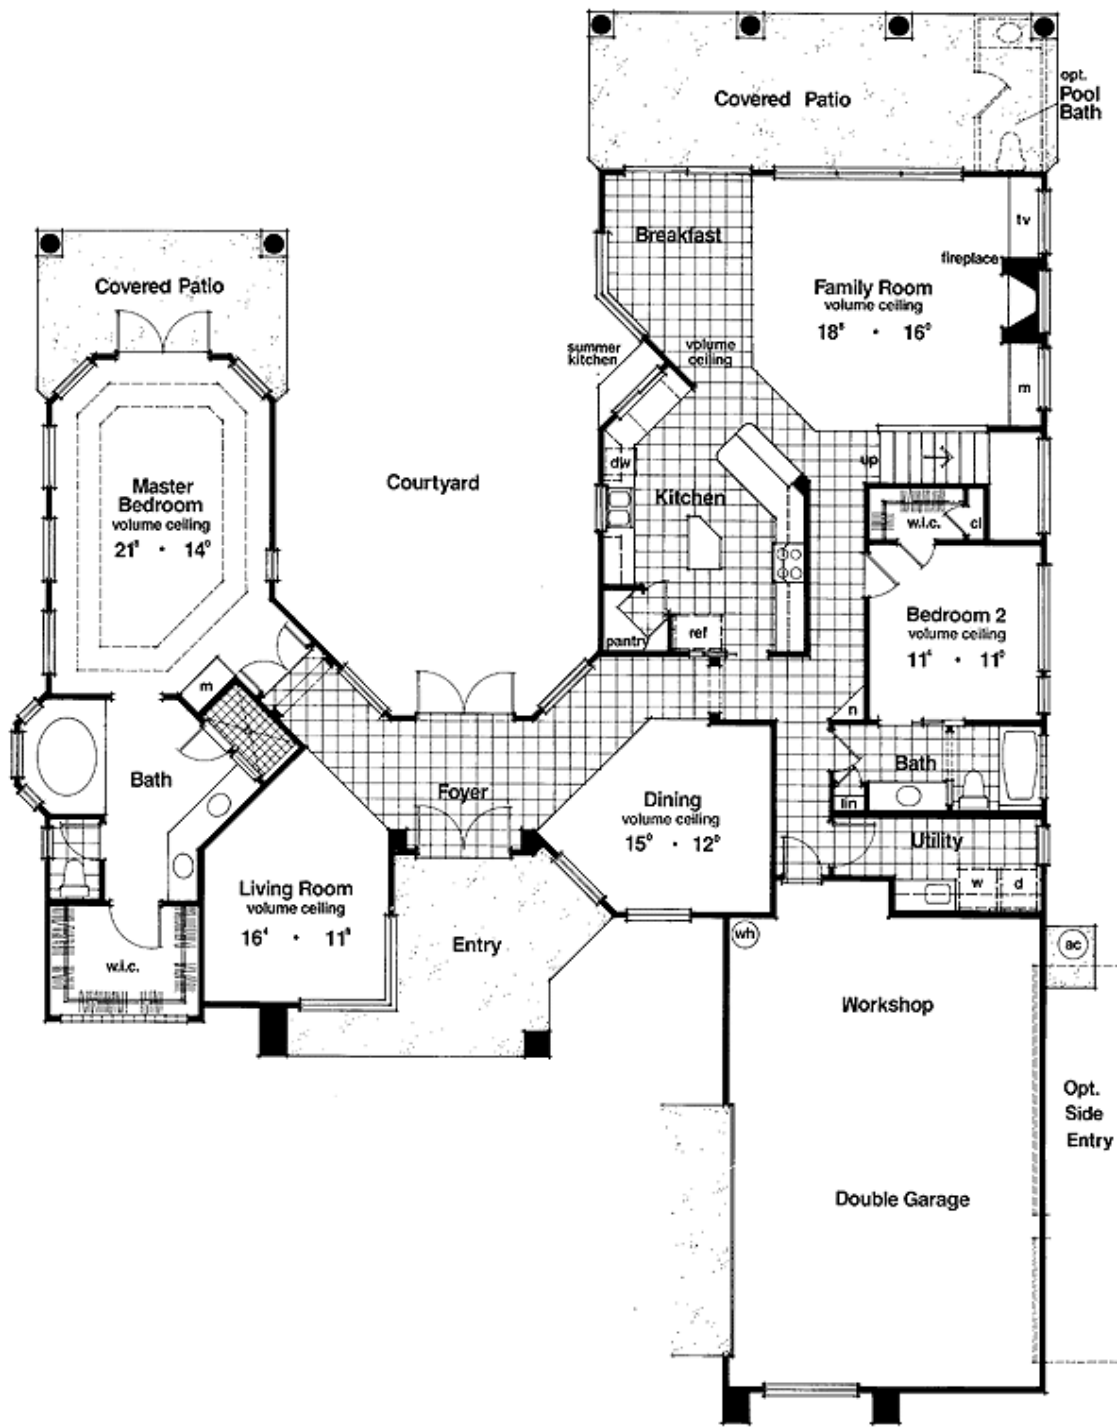 Covered Patio
opt.
Pool
Bath
Breakfast
tv
fireplace
Covered Patio
Family Room
volume ceiling
18⁸ • 16⁰
summer
kitchen
volume
ceiling
m
up
dw
Kitchen
Courtyard
Master
Bedroom
volume ceiling
21⁸ • 14⁰
w.i.c.
cl
Bedroom 2
volume ceiling
11⁴ • 11⁰
pantry
ref
m
n
Bath
Bath
lin
Foyer
Dining
volume ceiling
15⁰ • 12⁰
Utility
w
d
Living Room
volume ceiling
16⁴ • 11⁸
Entry
wh
ac
w.i.c.
Workshop
Opt.
Side
Entry
Double Garage